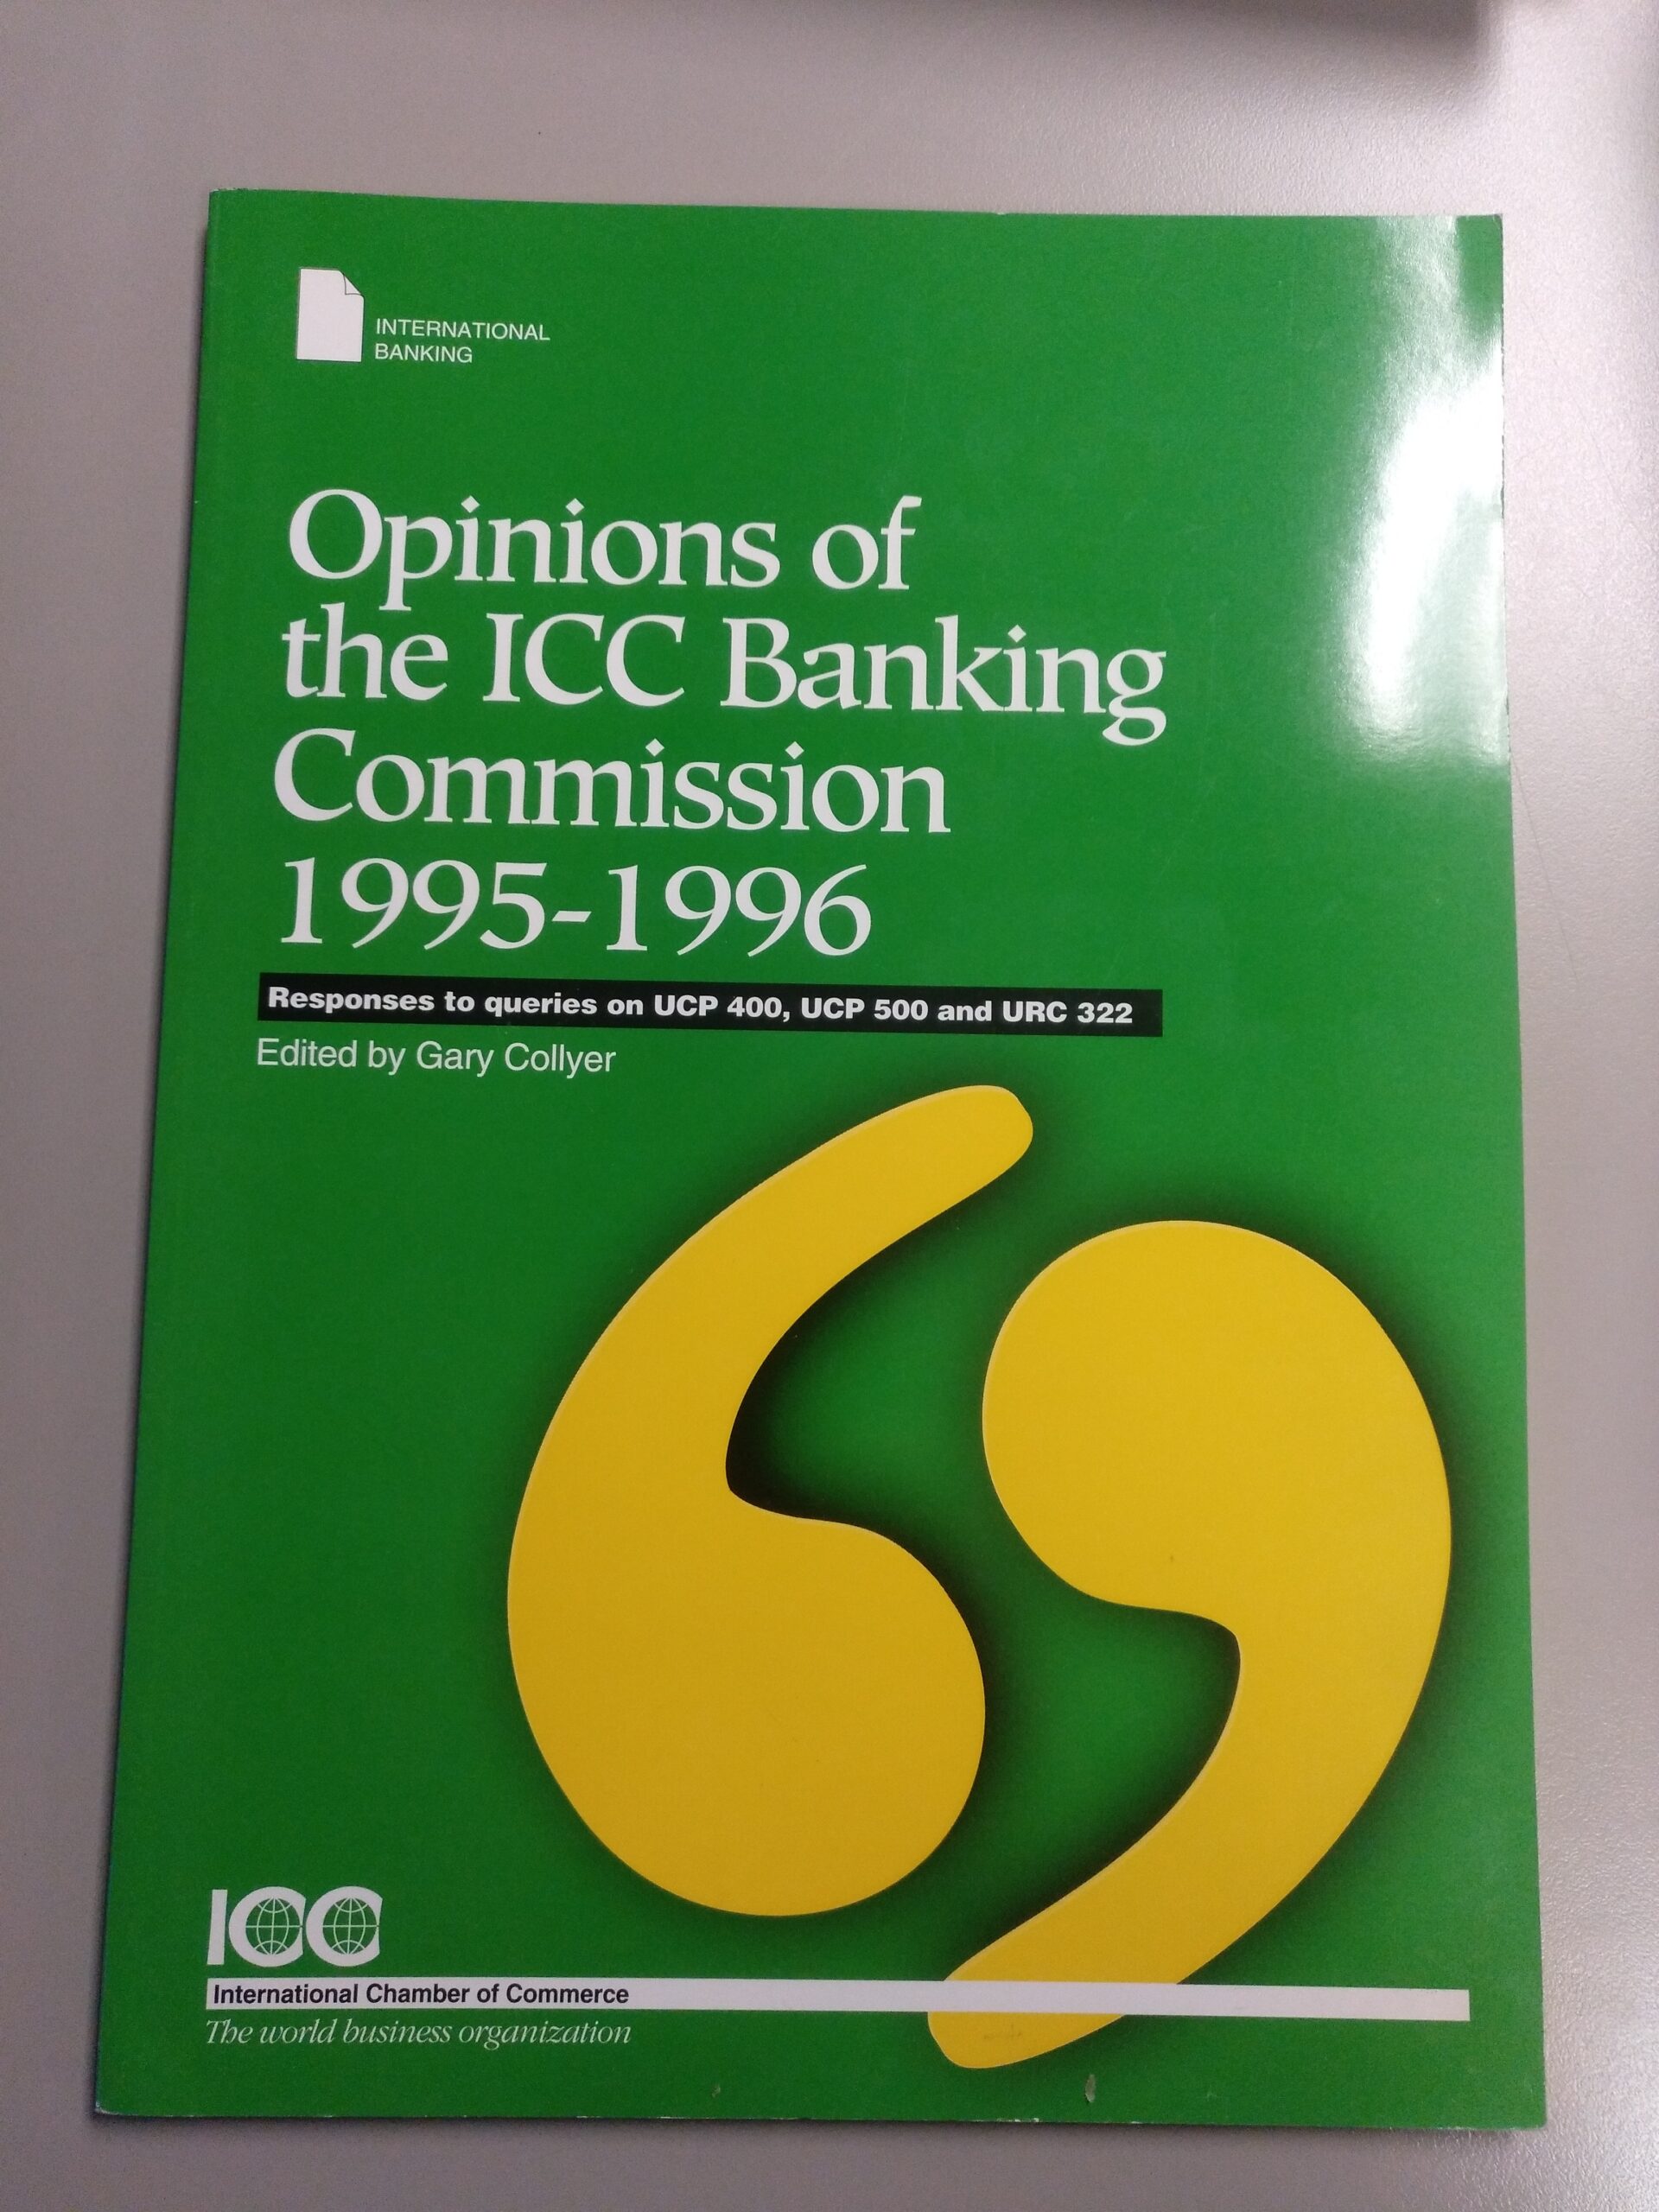 INTERNATIONAL
BANKING
Opinions of
the ICC Banking
Commission
1995-1996
Responses to queries on UCP 400, UCP 500 and URC 322
Edited by Gary Collyer
ICC
International Chamber of Commerce
The world business organization